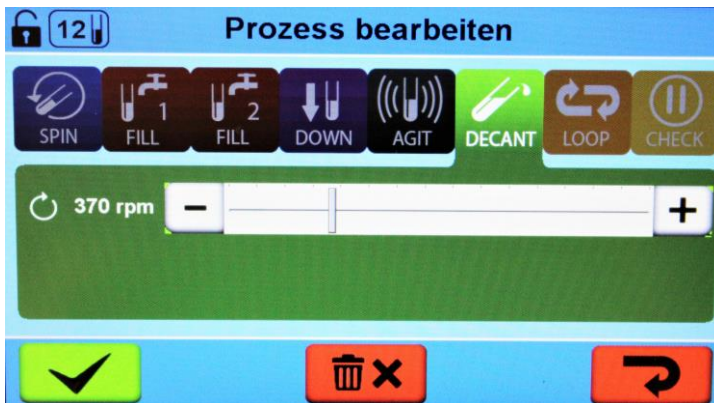 12
Prozess bearbeiten
SPIN
1
FILL
2
FILL
DOWN
AGIT
DECANT
LOOP
CHECK
370 rpm